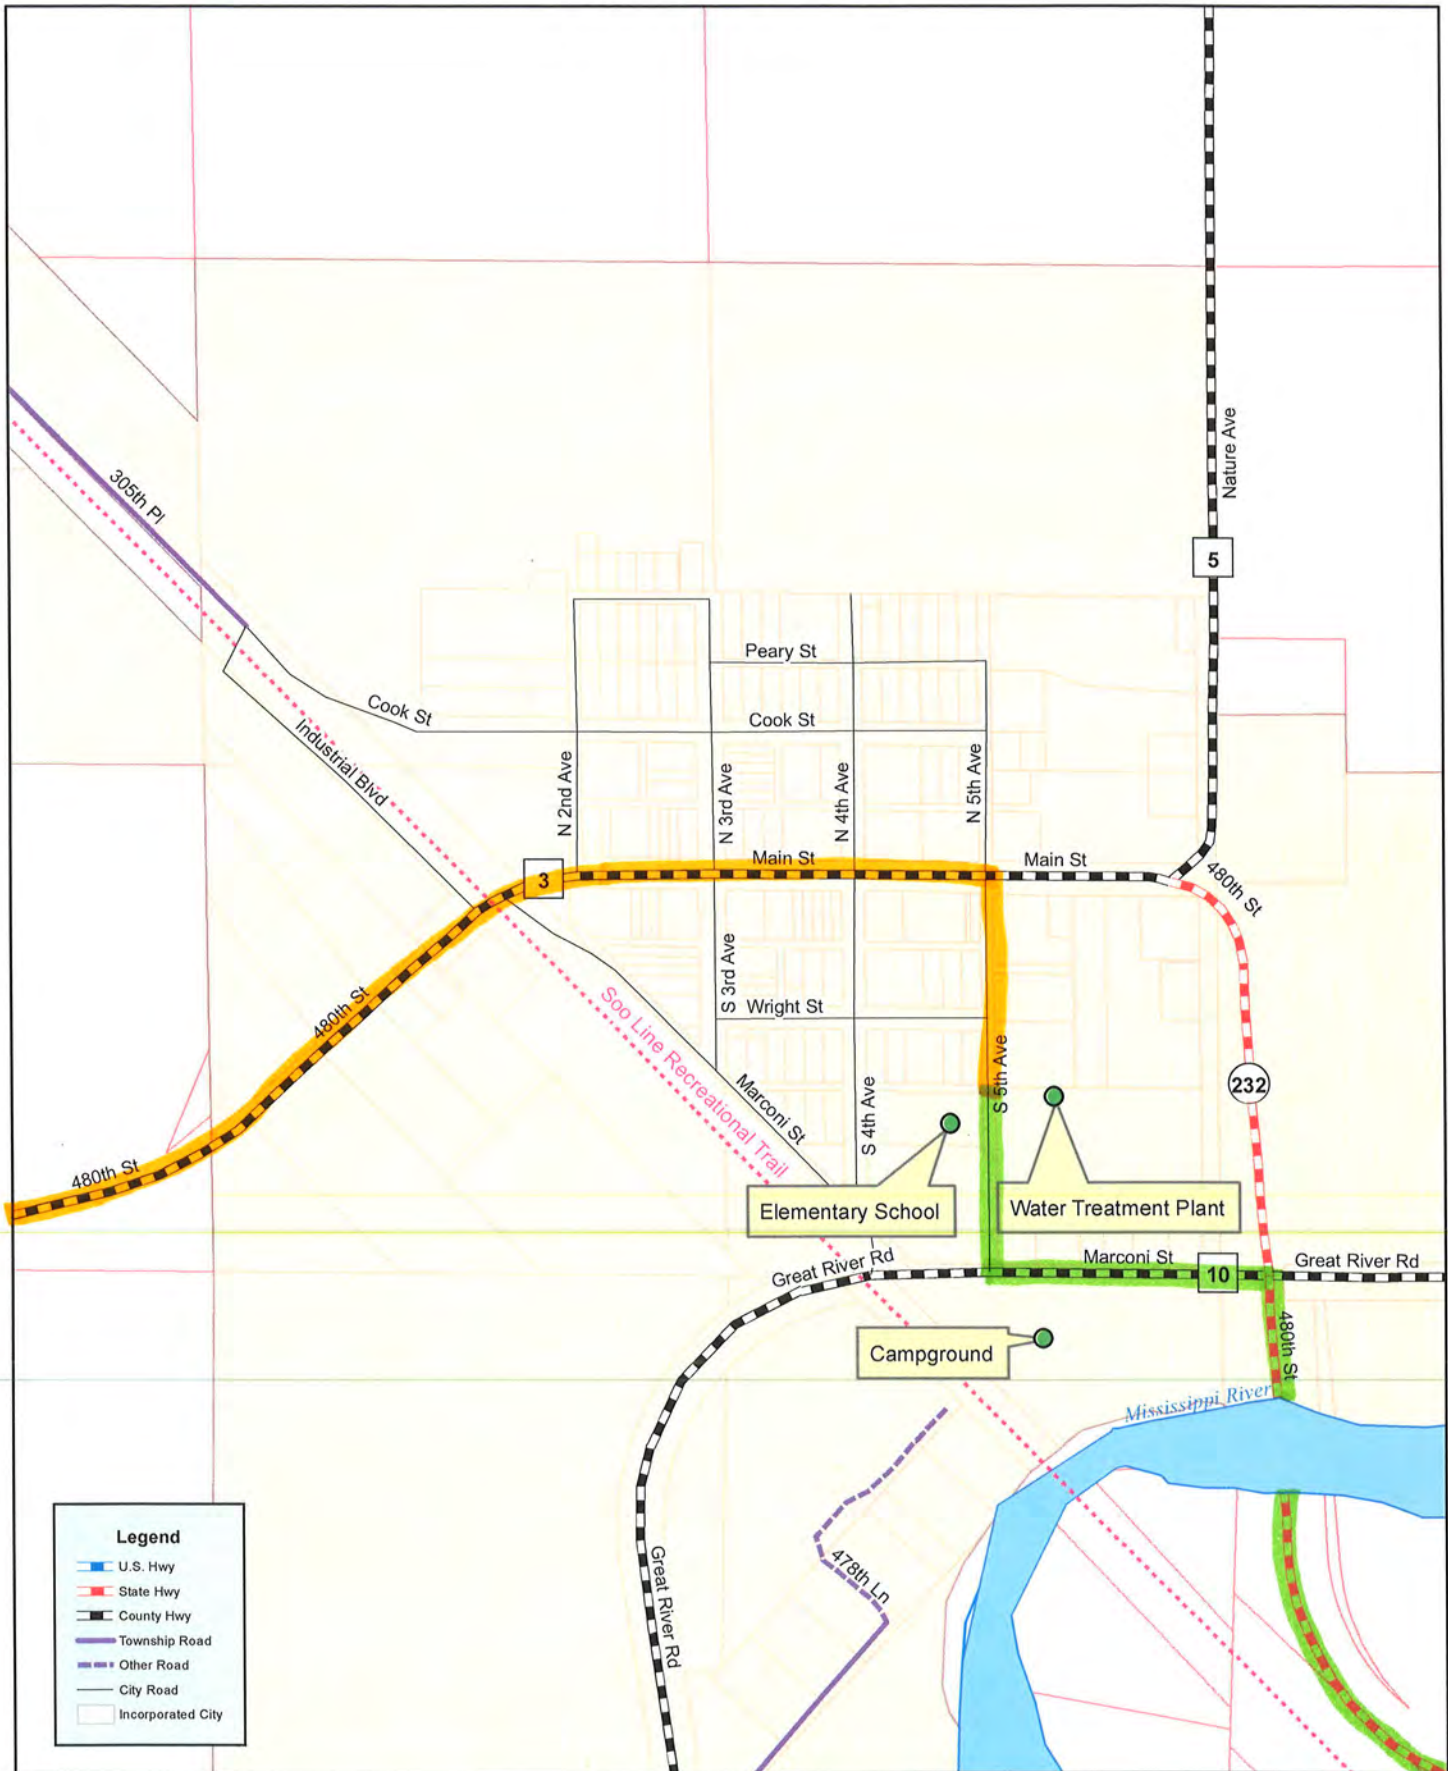 Nature Ave
305th Pl
5
Peary St
Cook St
Cook St
Industrial Blvd
N 2nd Ave
N 3rd Ave
N 4th Ave
N 5th Ave
Main St
Main St
3
480th St
S 3rd Ave
Wright St
480th St
Soo Line Recreational Trail
S 5th Ave
232
Marconi St
S 4th Ave
480th St
Elementary School
Water Treatment Plant
Great River Rd
Marconi St
10
Great River Rd
Campground
480th St
Mississippi River
478th Ln
Great River Rd
Legend
U.S. Hwy
State Hwy
County Hwy
Township Road
Other Road
City Road
Incorporated City